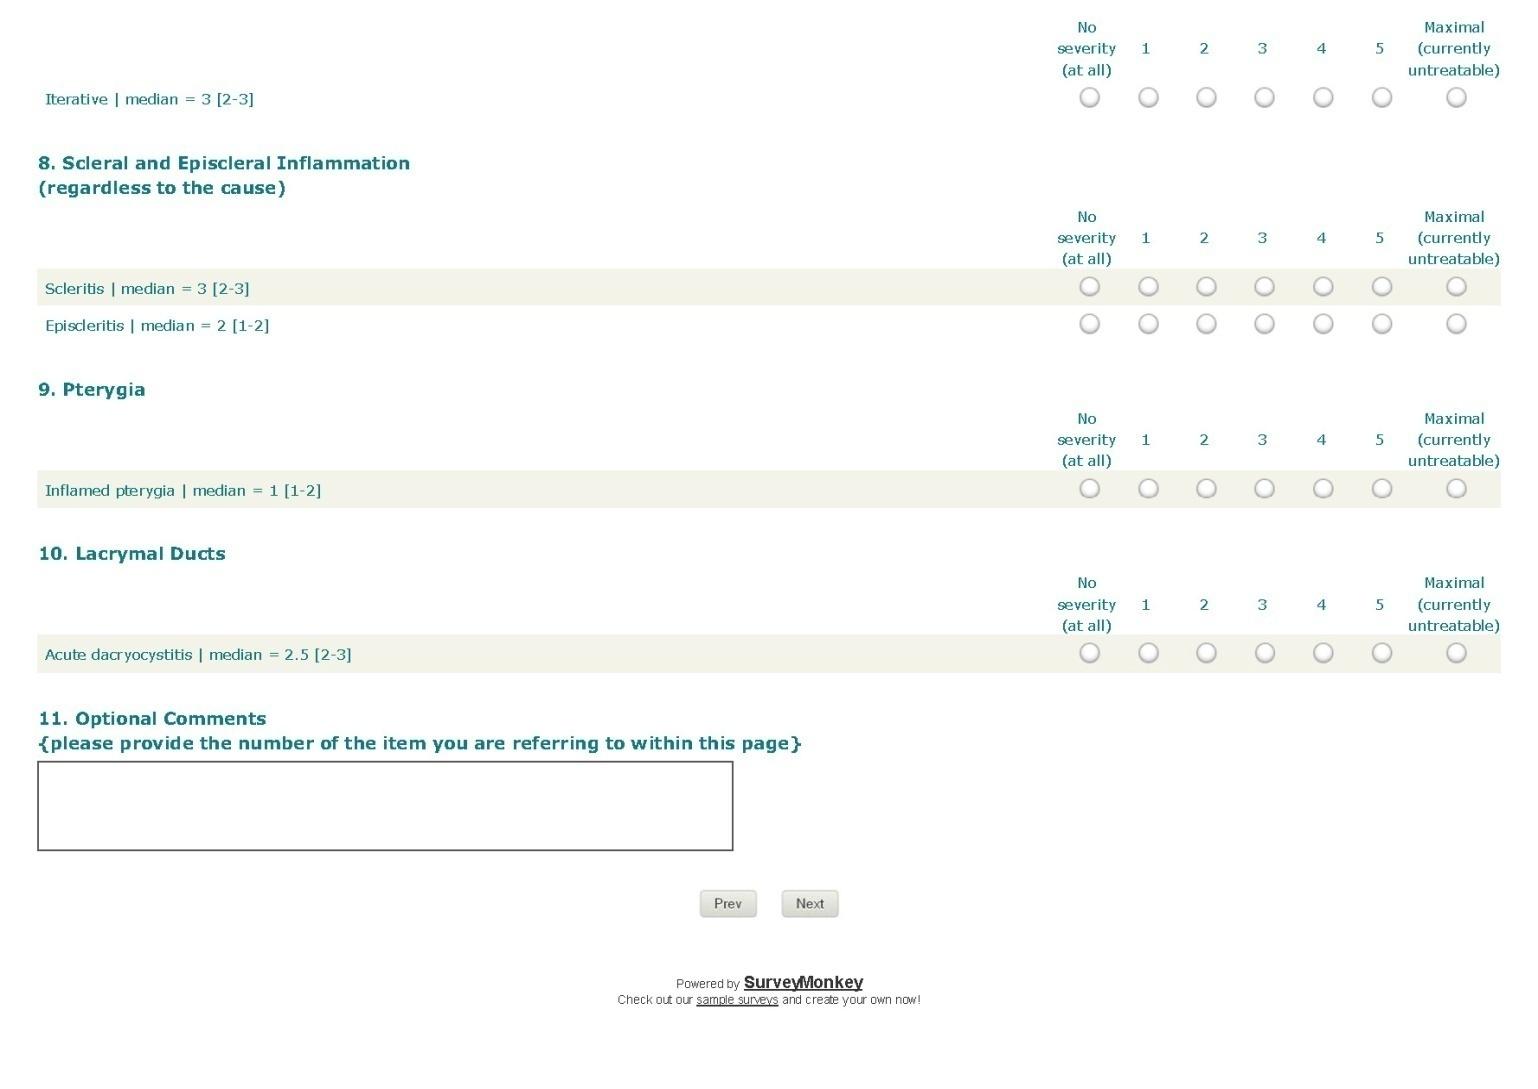 No
severity
(at all)
1
2
3
4
5
Maximal
(currently
untreatable)
Iterative | median = 3 [2-3]
8. Scleral and Episcleral Inflammation
(regardless to the cause)
No
severity
(at all)
1
2
3
4
5
Maximal
(currently
untreatable)
Scleritis | median = 3 [2-3]
Episcleritis | median = 2 [1-2]
9. Pterygia
No
severity
(at all)
1
2
3
4
5
Maximal
(currently
untreatable)
Inflamed pterygia | median = 1 [1-2]
10. Lacrymal Ducts
No
severity
(at all)
1
2
3
4
5
Maximal
(currently
untreatable)
Acute dacryocystitis | median = 2.5 [2-3]
11. Optional Comments
{please provide the number of the item you are referring to within this page}
Prev Next
Powered by SurveyMonkey
Check out our sample surveys and create your own now!